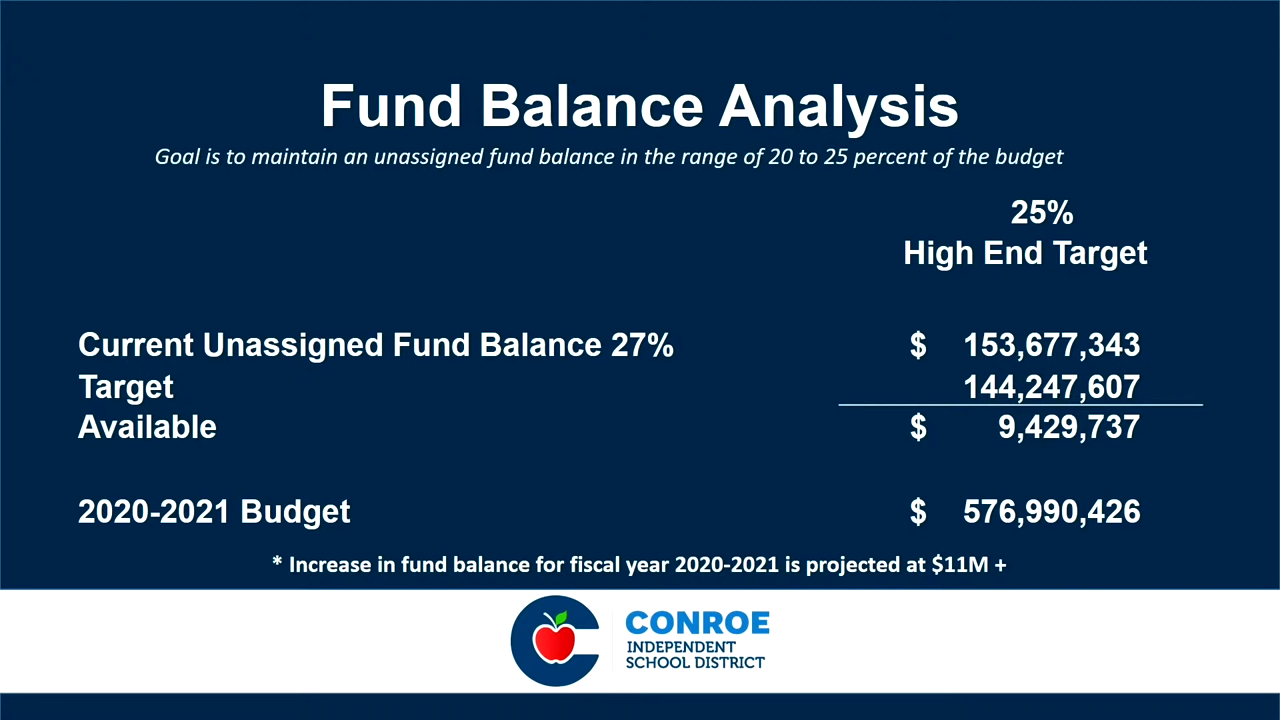 Fund Balance Analysis
Goal is to maintain an unassigned fund balance in the range of 20 to 25 percent of the budget
25%
High End Target
Current Unassigned Fund Balance 27% $ 153,677,343
Target 144,247,607
Available $ 9,429,737
2020-2021 Budget $ 576,990,426
* Increase in fund balance for fiscal year 2020-2021 is projected at $11M +
CONROE
INDEPENDENT
SCHOOL DISTRICT